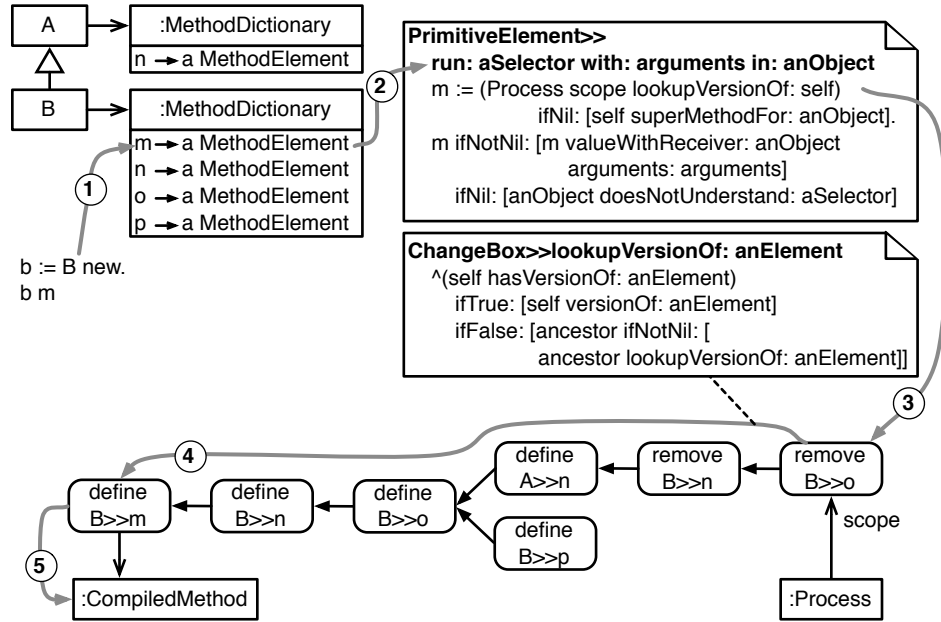 A
:MethodDictionary
n → a MethodElement
B
:MethodDictionary
m → a MethodElement
n → a MethodElement
o → a MethodElement
p → a MethodElement
1
2
b := B new.
b m
PrimitiveElement>>
run: aSelector with: arguments in: anObject
m := (Process scope lookupVersionOf: self)
ifNil: [self superMethodFor: anObject].
m ifNotNil: [m valueWithReceiver: anObject
arguments: arguments]
ifNil: [anObject doesNotUnderstand: aSelector]
ChangeBox>>lookupVersionOf: anElement
^(self hasVersionOf: anElement)
ifTrue: [self versionOf: anElement]
ifFalse: [ancestor ifNotNil: [
ancestor lookupVersionOf: anElement]]
3
4
define
B>>m
define
B>>n
define
B>>o
define
A>>n
remove
B>>n
remove
B>>o
define
B>>p
scope
5
:CompiledMethod
:Process